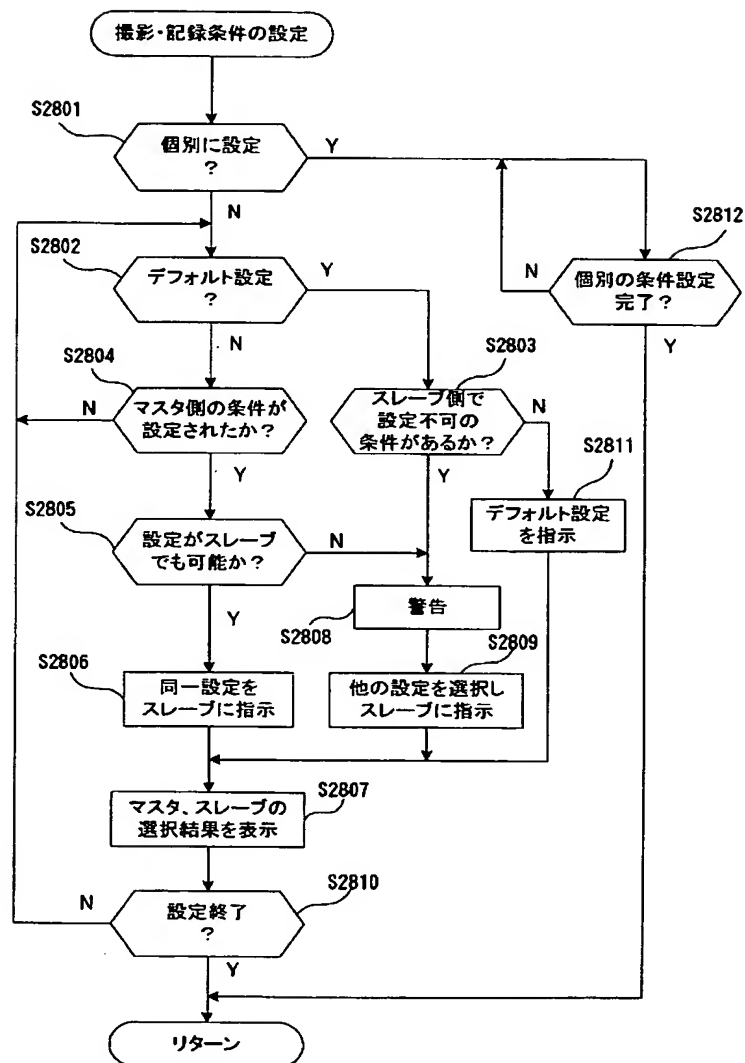 撮影・記録条件の設定
S2801
個別に設定
?
Y
N
S2812
S2802
デフォルト設定
?
Y
N
個別の条件設定
完了?
N
Y
S2804
マスタ側の条件が
設定されたか?
N
Y
S2803
スレーブ側で
設定不可の
条件があるか?
N
Y
S2811
デフォルト設定
を指示
S2805
設定がスレーブ
でも可能か?
N
Y
警告
S2808
S2806
同一設定を
スレーブに指示
S2809
他の設定を選択し
スレーブに指示
S2807
マスタ、スレーブの
選択結果を表示
S2810
設定終了
?
N
Y
リターン